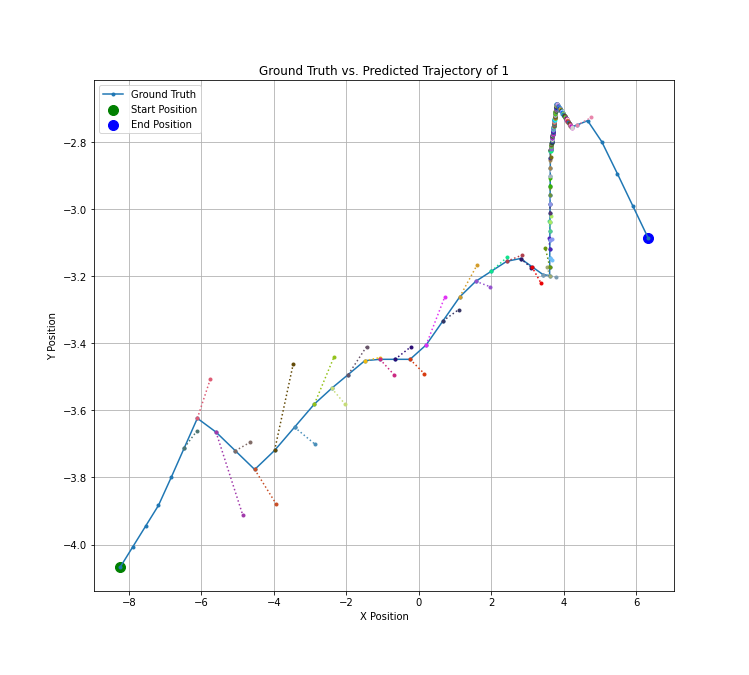 Ground Truth vs. Predicted Trajectory of 1
Ground Truth
Start Position
End Position
Y Position
−2.8
−3.0
−3.2
−3.4
−3.6
−3.8
−4.0
−8 −6 −4 −2 0 2 4 6
X Position